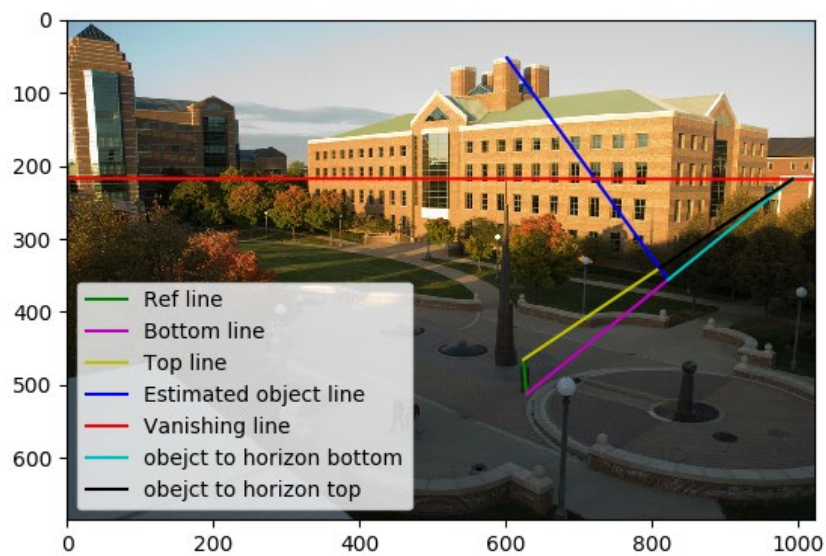 0
100
200
300
400
500
600
Ref line
Bottom line
Top line
Estimated object line
Vanishing line
obejct to horizon bottom
obejct to horizon top
0 200 400 600 800 1000